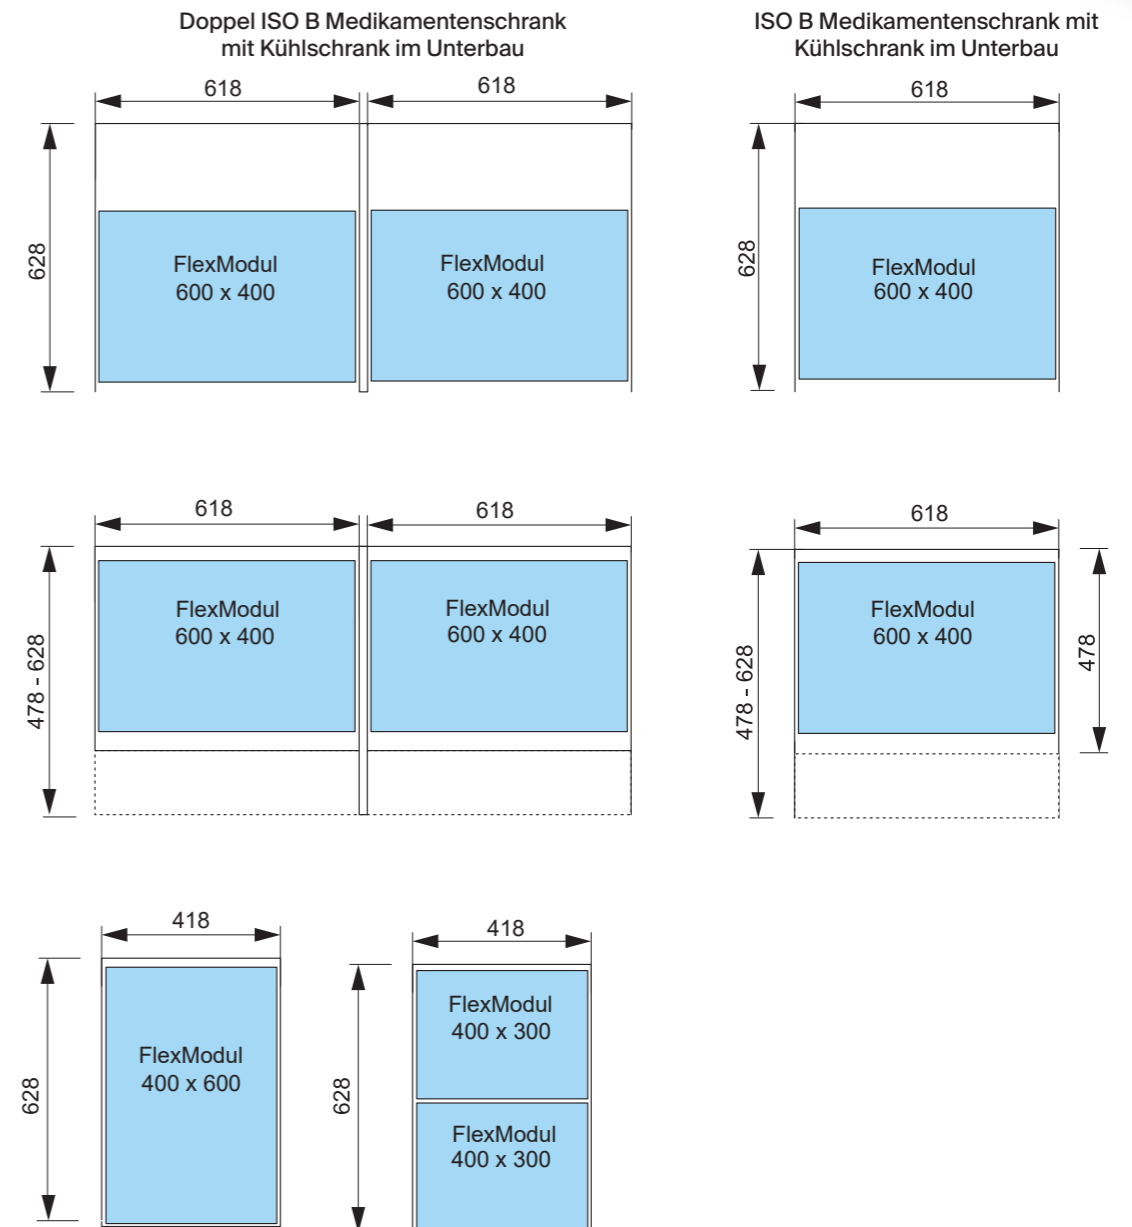 Doppel ISO B Medikamentenschrank
mit Kühlschrank im Unterbau
ISO B Medikamentenschrank mit
Kühlschrank im Unterbau
618
618
618
628
FlexModul
600 x 400
FlexModul
600 x 400
628
FlexModul
600 x 400
618
618
618
478 - 628
FlexModul
600 x 400
FlexModul
600 x 400
478 - 628
FlexModul
600 x 400
478
418
418
628
FlexModul
400 x 600
628
FlexModul
400 x 300
FlexModul
400 x 300